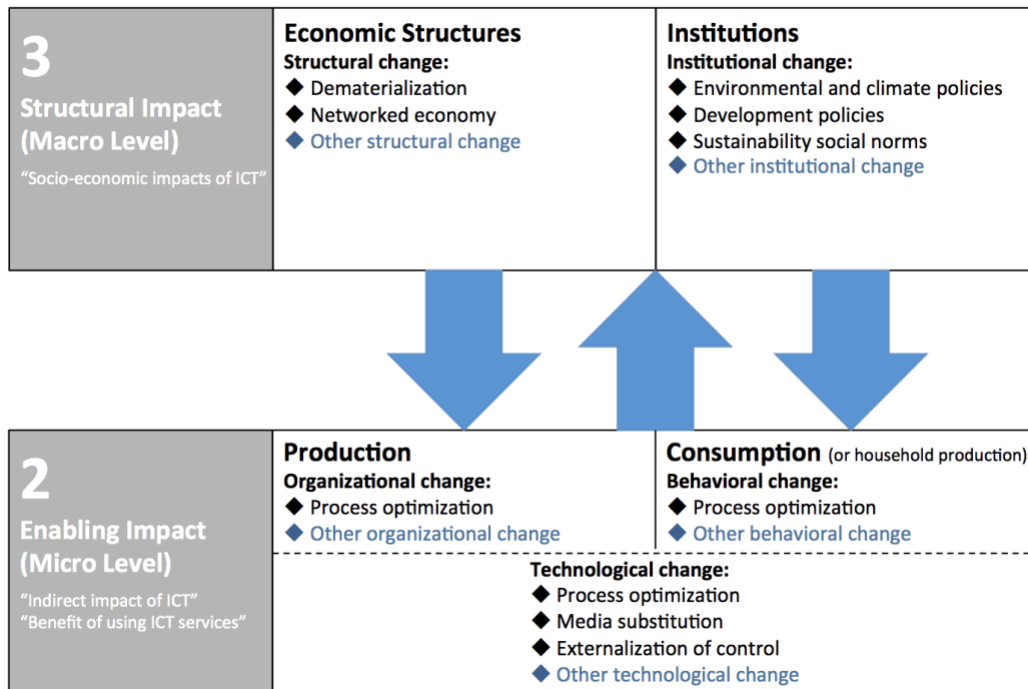 3
Structural Impact
(Macro Level)
“Socio-economic impacts of ICT”
Economic Structures
Structural change:
◆ Dematerialization
◆ Networked economy
◆ Other structural change
Institutions
Institutional change:
◆ Environmental and climate policies
◆ Development policies
◆ Sustainability social norms
◆ Other institutional change
2
Enabling Impact
(Micro Level)
“Indirect impact of ICT”
“Benefit of using ICT services”
Production
Organizational change:
◆ Process optimization
◆ Other organizational change
Consumption (or household production)
Behavioral change:
◆ Process optimization
◆ Other behavioral change
Technological change:
◆ Process optimization
◆ Media substitution
◆ Externalization of control
◆ Other technological change